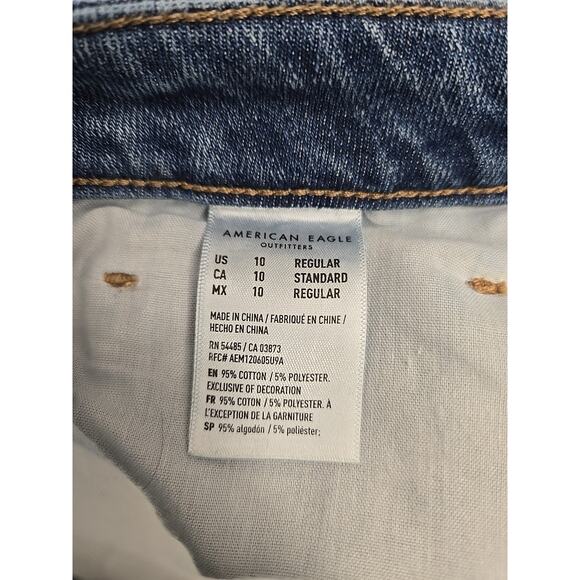 AMERICAN EAGLE
OUTFITTERS
US 10 REGULAR
CA 10 STANDARD
MX 10 REGULAR
MADE IN CHINA / FABRIQUÉ EN CHINE /
HECHO EN CHINA
RN 54485 / CA 03873
RFC# AEM120605U9A
EN 95% COTTON / 5% POLYESTER.
EXCLUSIVE OF DECORATION
FR 95% COTTON / 5% POLYESTER. À
L'EXCEPTION DE LA GARNITURE
SP 95% algodón / 5% poliéster;